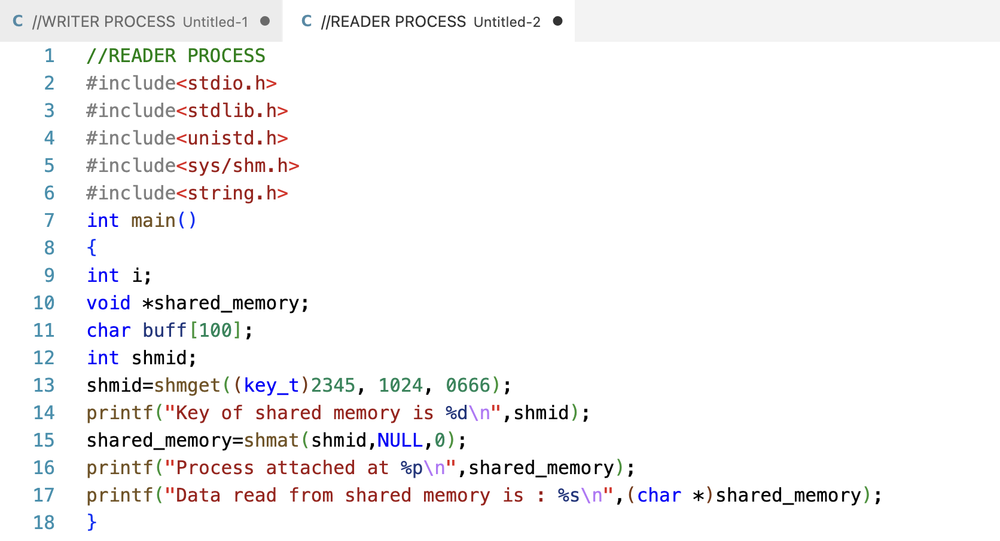 C //WRITER PROCESS Untitled-1 ● C //READER PROCESS Untitled-2 ●
1 //READER PROCESS
2 #include<stdio.h>
3 #include<stdlib.h>
4 #include<unistd.h>
5 #include<sys/shm.h>
6 #include<string.h>
7 int main()
8 {
9 int i;
10 void *shared_memory;
11 char buff[100];
12 int shmid;
13 shmid=shmget((key_t)2345, 1024, 0666);
14 printf("Key of shared memory is %d\n",shmid);
15 shared_memory=shmat(shmid,NULL,0);
16 printf("Process attached at %p\n",shared_memory);
17 printf("Data read from shared memory is : %s\n",(char *)shared_memory);
18 }